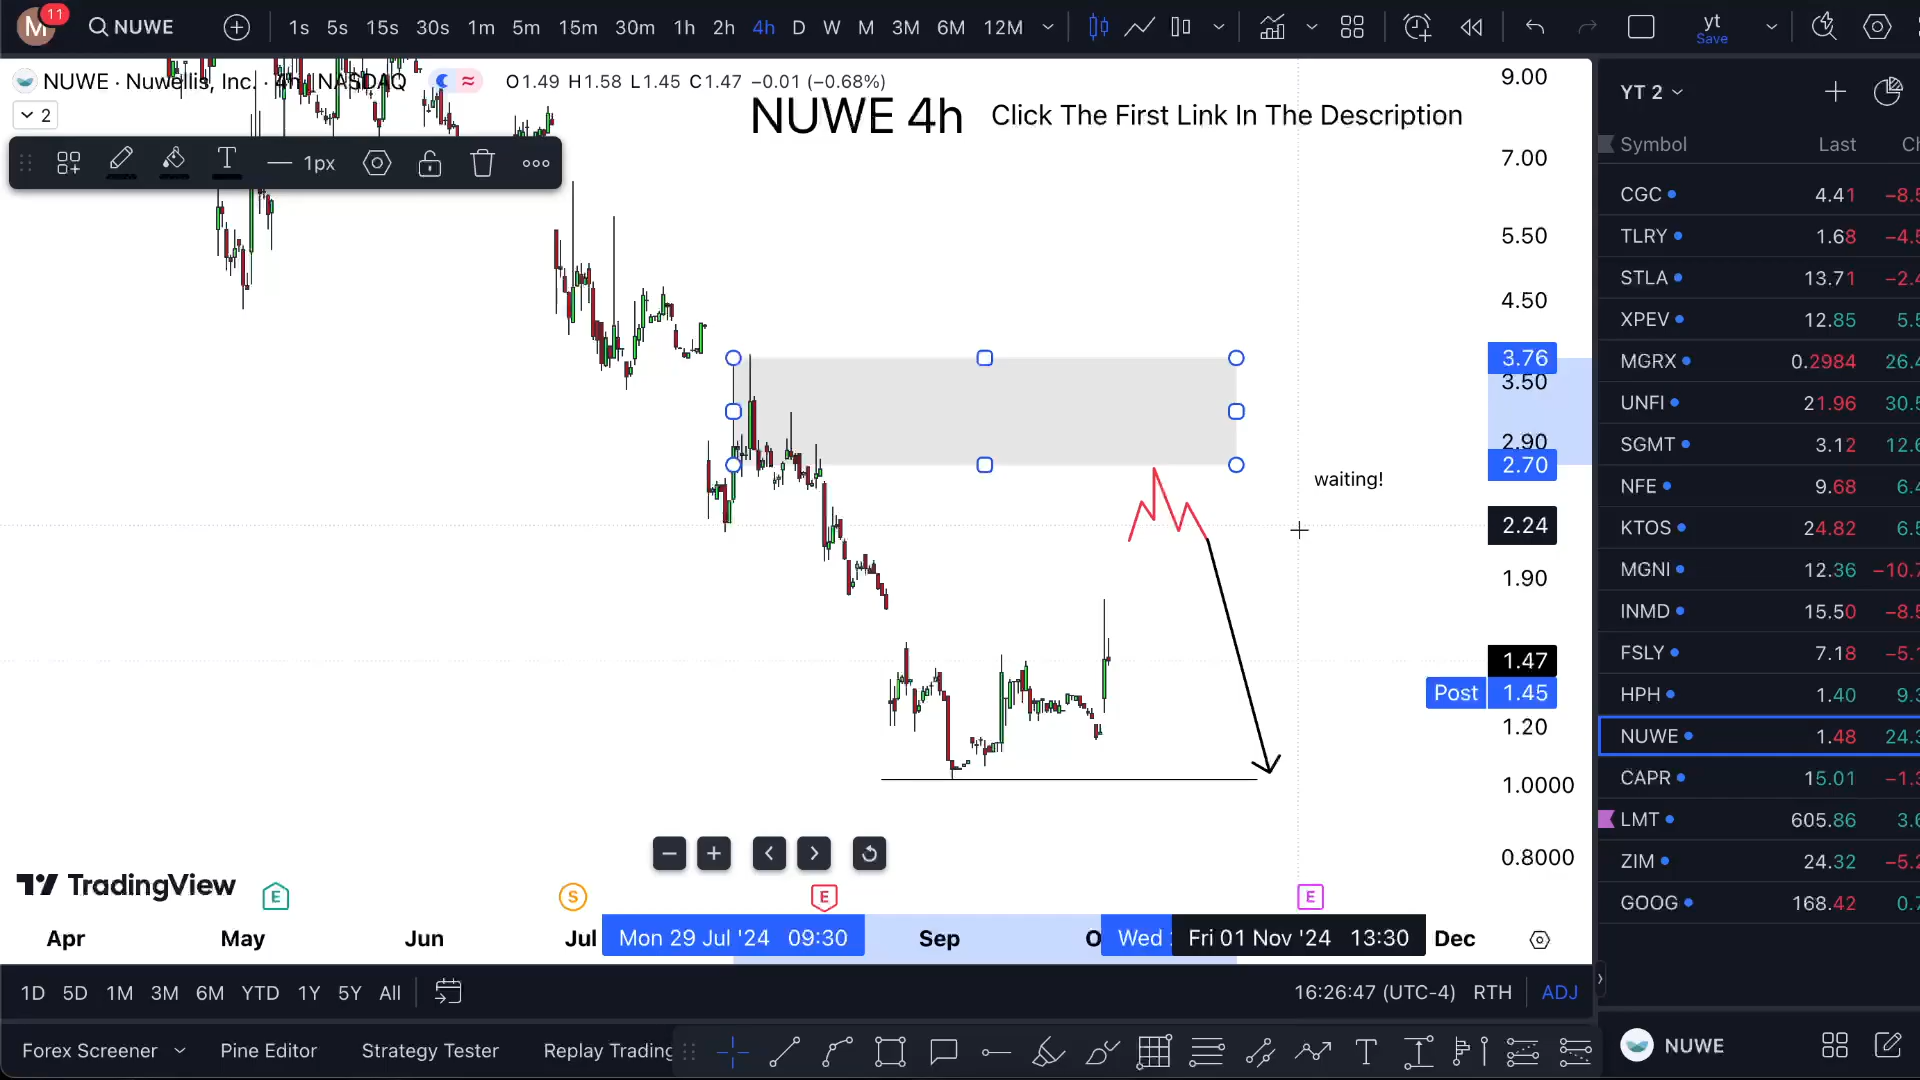 M 11 NUWE 1s 5s 15s 30s 1m 5m 15m 30m 1h 2h 4h D W M 3M 6M 12M yt Save
NUWE · Nuwellis, Inc. · 4h · NASDAQ O1.49 H1.58 L1.45 C1.47 −0.01 (−0.68%)
2
NUWE 4h Click The First Link In The Description
T 1px
9.00
7.00
5.50
4.50
3.76
3.50
2.90
2.70
waiting!
2.24
1.90
1.47
Post 1.45
1.20
1.0000
0.8000
TradingView
E S E E
Apr May Jun Jul Mon 29 Jul '24 09:30 Sep O Wed Fri 01 Nov '24 13:30 Dec
1D 5D 1M 3M 6M YTD 1Y 5Y All 16:26:47 (UTC-4) RTH ADJ
Forex Screener Pine Editor Strategy Tester Replay Trading T
YT 2
Symbol Last
CGC 4.41
TLRY 1.68
STLA 13.71
XPEV 12.85
MGRX 0.2984
UNFI 21.96
SGMT 3.12
NFE 9.68
KTOS 24.82
MGNI 12.36
INMD 15.50
FSLY 7.18
HPH 1.40
NUWE 1.48
CAPR 15.01
LMT 605.86
ZIM 24.32
GOOG 168.42
NUWE